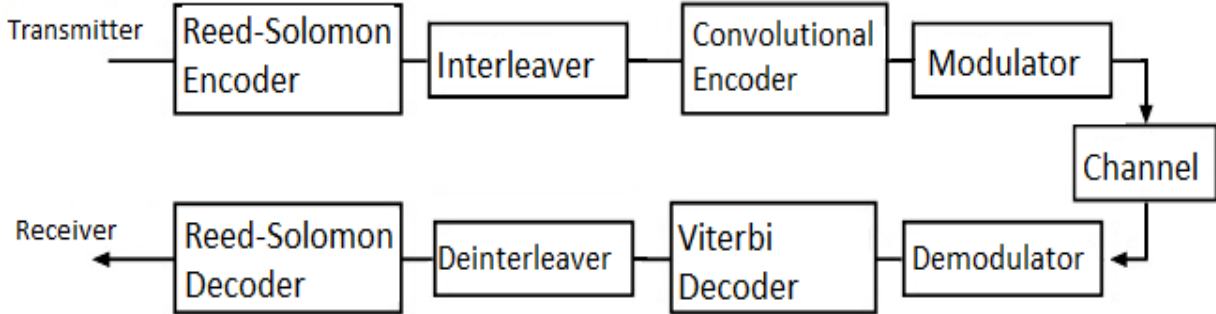 Transmitter
Reed-Solomon
Encoder
Interleaver
Convolutional
Encoder
Modulator
Channel
Receiver
Reed-Solomon
Decoder
Deinterleaver
Viterbi
Decoder
Demodulator